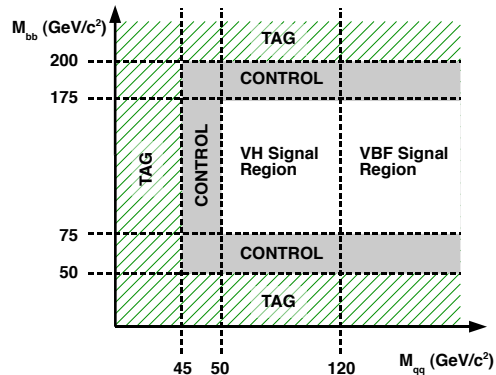 M_bb (GeV/c²)
TAG
200
CONTROL
175
TAG
CONTROL
VH Signal
Region
VBF Signal
Region
75
CONTROL
50
TAG
45
50
120
M_qq (GeV/c²)